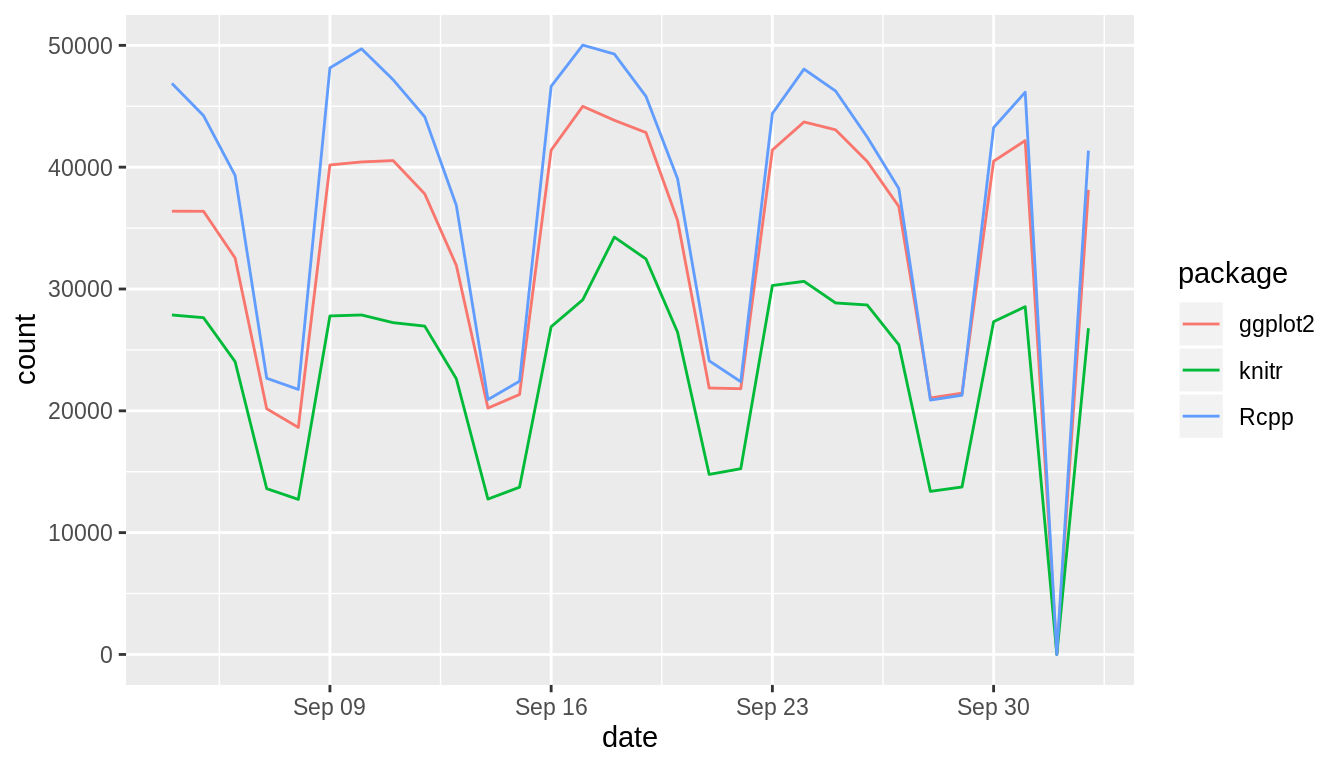 50000
40000
30000
20000
10000
0
count
Sep 09
Sep 16
Sep 23
Sep 30
date
package
ggplot2
knitr
Rcpp